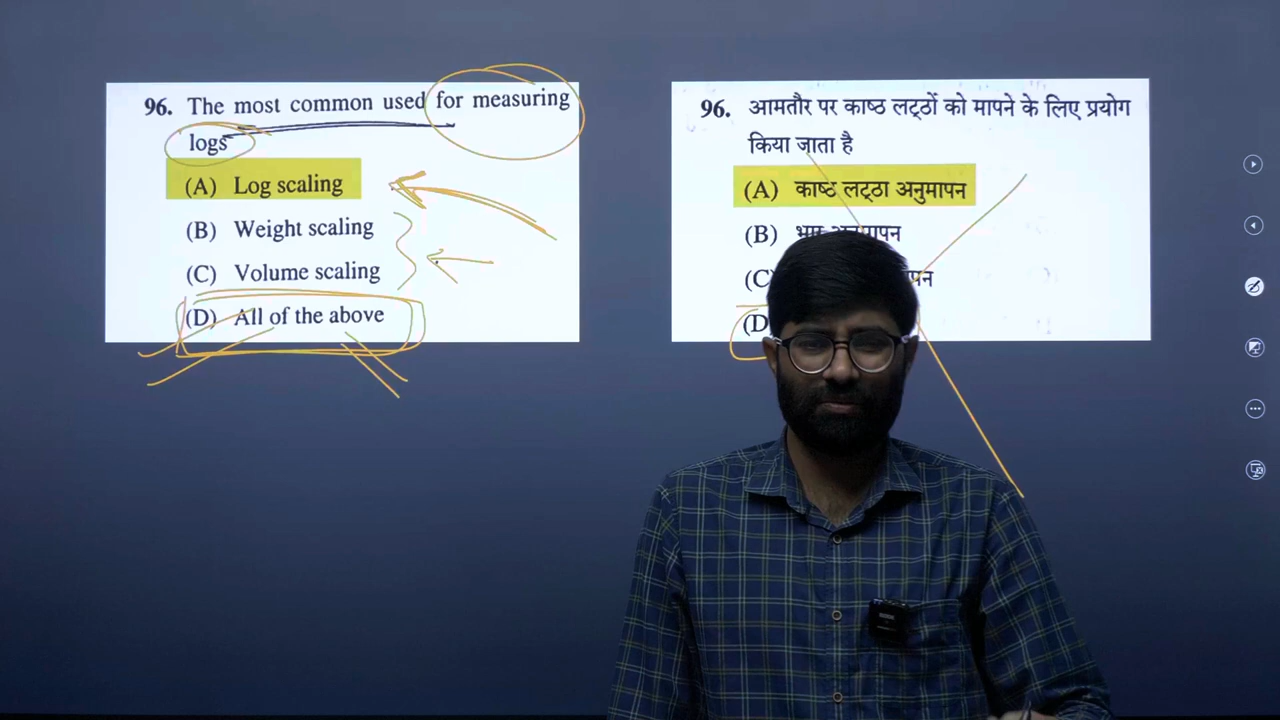 96. The most common used for measuring
logs
(A) Log scaling
(B) Weight scaling
(C) Volume scaling
(D) All of the above
96. आमतौर पर काष्ठ लट्ठों को मापने के लिए प्रयोग
किया जाता है
(A) काष्ठ लट्ठा अनुमापन
(B)
(C)
(D)